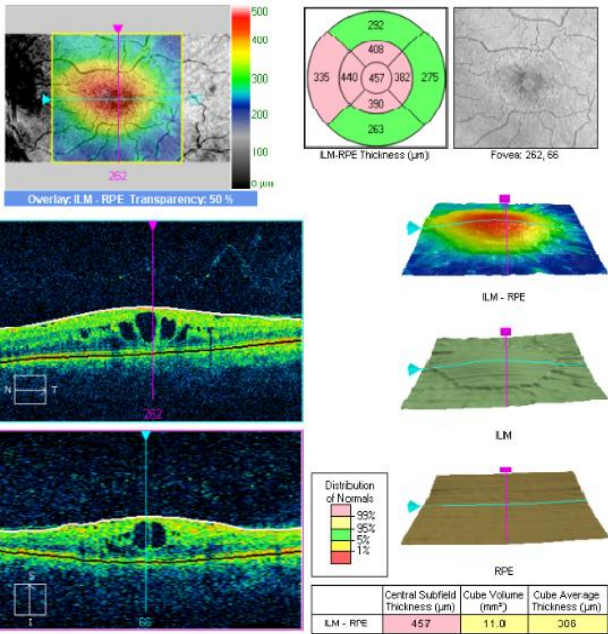 500
400
300
200
100
0 µm
262
Overlay: ILM - RPE Transparency: 50 %
292
408
335
440
457
382
275
390
263
ILM-RPE Thickness (µm)
Fovea: 262, 66
ILM - RPE
N
T
262
ILM
S
I
66
Distribution
of Normals
99%
95%
5%
1%
RPE
Central Subfield
Thickness (µm)
Cube Volume
(mm³)
Cube Average
Thickness (µm)
ILM - RPE
457
11.0
306